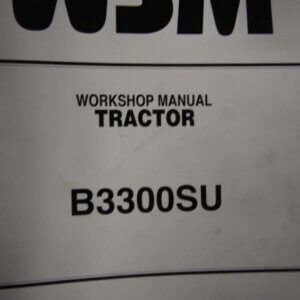 WSM
WORKSHOP MANUAL
TRACTOR
B3300SU